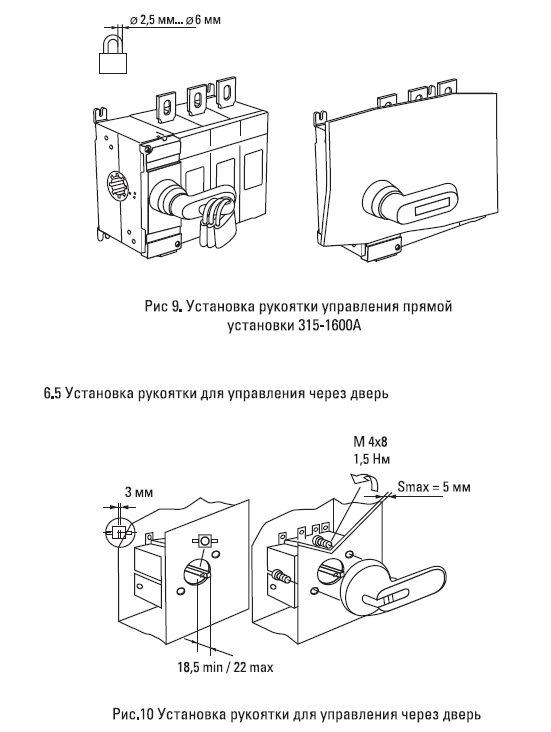 ⌀ 2,5 мм... ⌀ 6 мм
Рис 9. Установка рукоятки управления прямой
установки 315-1600А
6.5 Установка рукоятки для управления через дверь
М 4x8
1,5 Нм
Smax = 5 мм
3 мм
18,5 min / 22 max
Рис.10 Установка рукоятки для управления через дверь